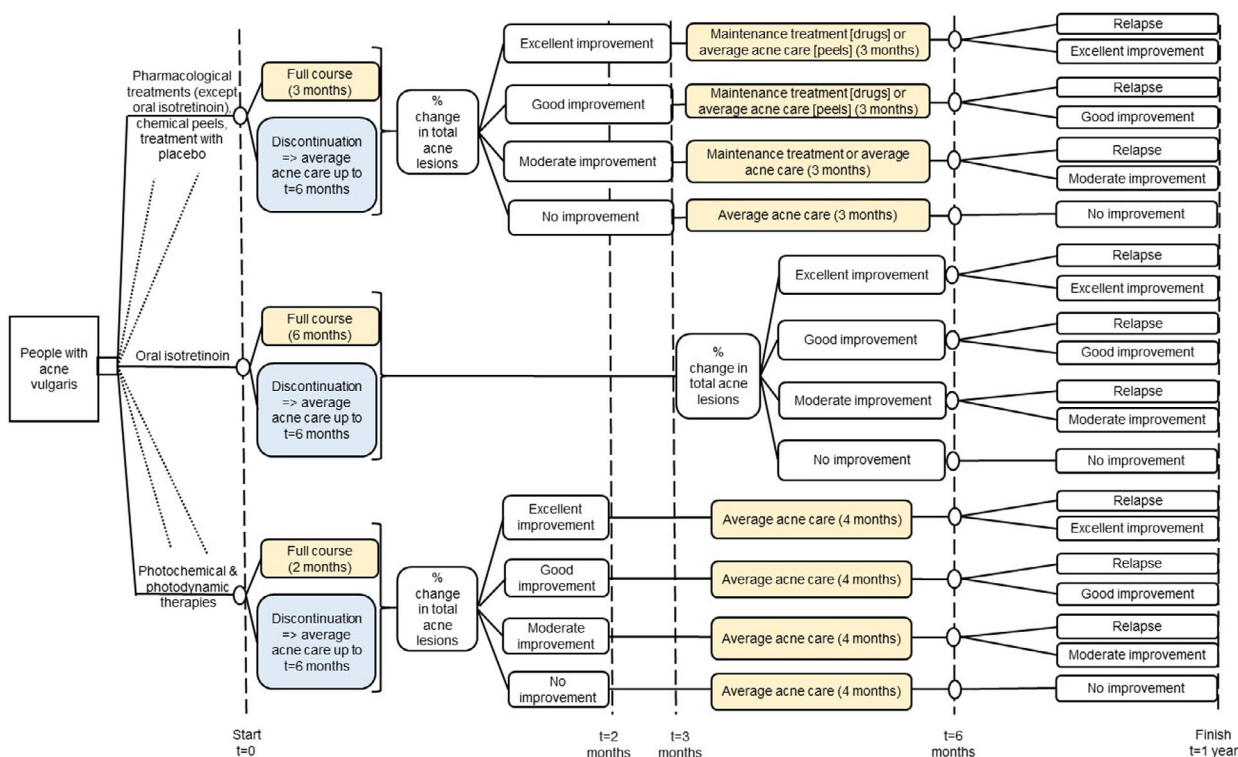 People with
acne
vulgaris
Pharmacological
treatments (except
oral isotretinoin),
chemical peels,
treatment with
placebo
Full course
(3 months)
Discontinuation
=> average
acne care up to
t=6 months
%
change
in total
acne
lesions
Excellent improvement
Maintenance treatment [drugs] or
average acne care [peels] (3 months)
Relapse
Excellent improvement
Good improvement
Maintenance treatment [drugs] or
average acne care [peels] (3 months)
Relapse
Good improvement
Moderate improvement
Maintenance treatment or average
acne care (3 months)
Relapse
Moderate improvement
No improvement
Average acne care (3 months)
No improvement
Oral isotretinoin
Full course
(6 months)
Discontinuation
=> average
acne care up to
t=6 months
%
change in
total acne
lesions
Excellent improvement
Relapse
Excellent improvement
Good improvement
Relapse
Good improvement
Moderate improvement
Relapse
Moderate improvement
No improvement
No improvement
Photochemical &
photodynamic
therapies
Full course
(2 months)
Discontinuation
=> average
acne care up to
t=6 months
%
change
in total
acne
lesions
Excellent
improvement
Average acne care (4 months)
Relapse
Excellent improvement
Good
improvement
Average acne care (4 months)
Relapse
Good improvement
Moderate
improvement
Average acne care (4 months)
Relapse
Moderate improvement
No
improvement
Average acne care (4 months)
No improvement
Start
t=0
t=2
months
t=3
months
t=6
months
Finish
t=1 year